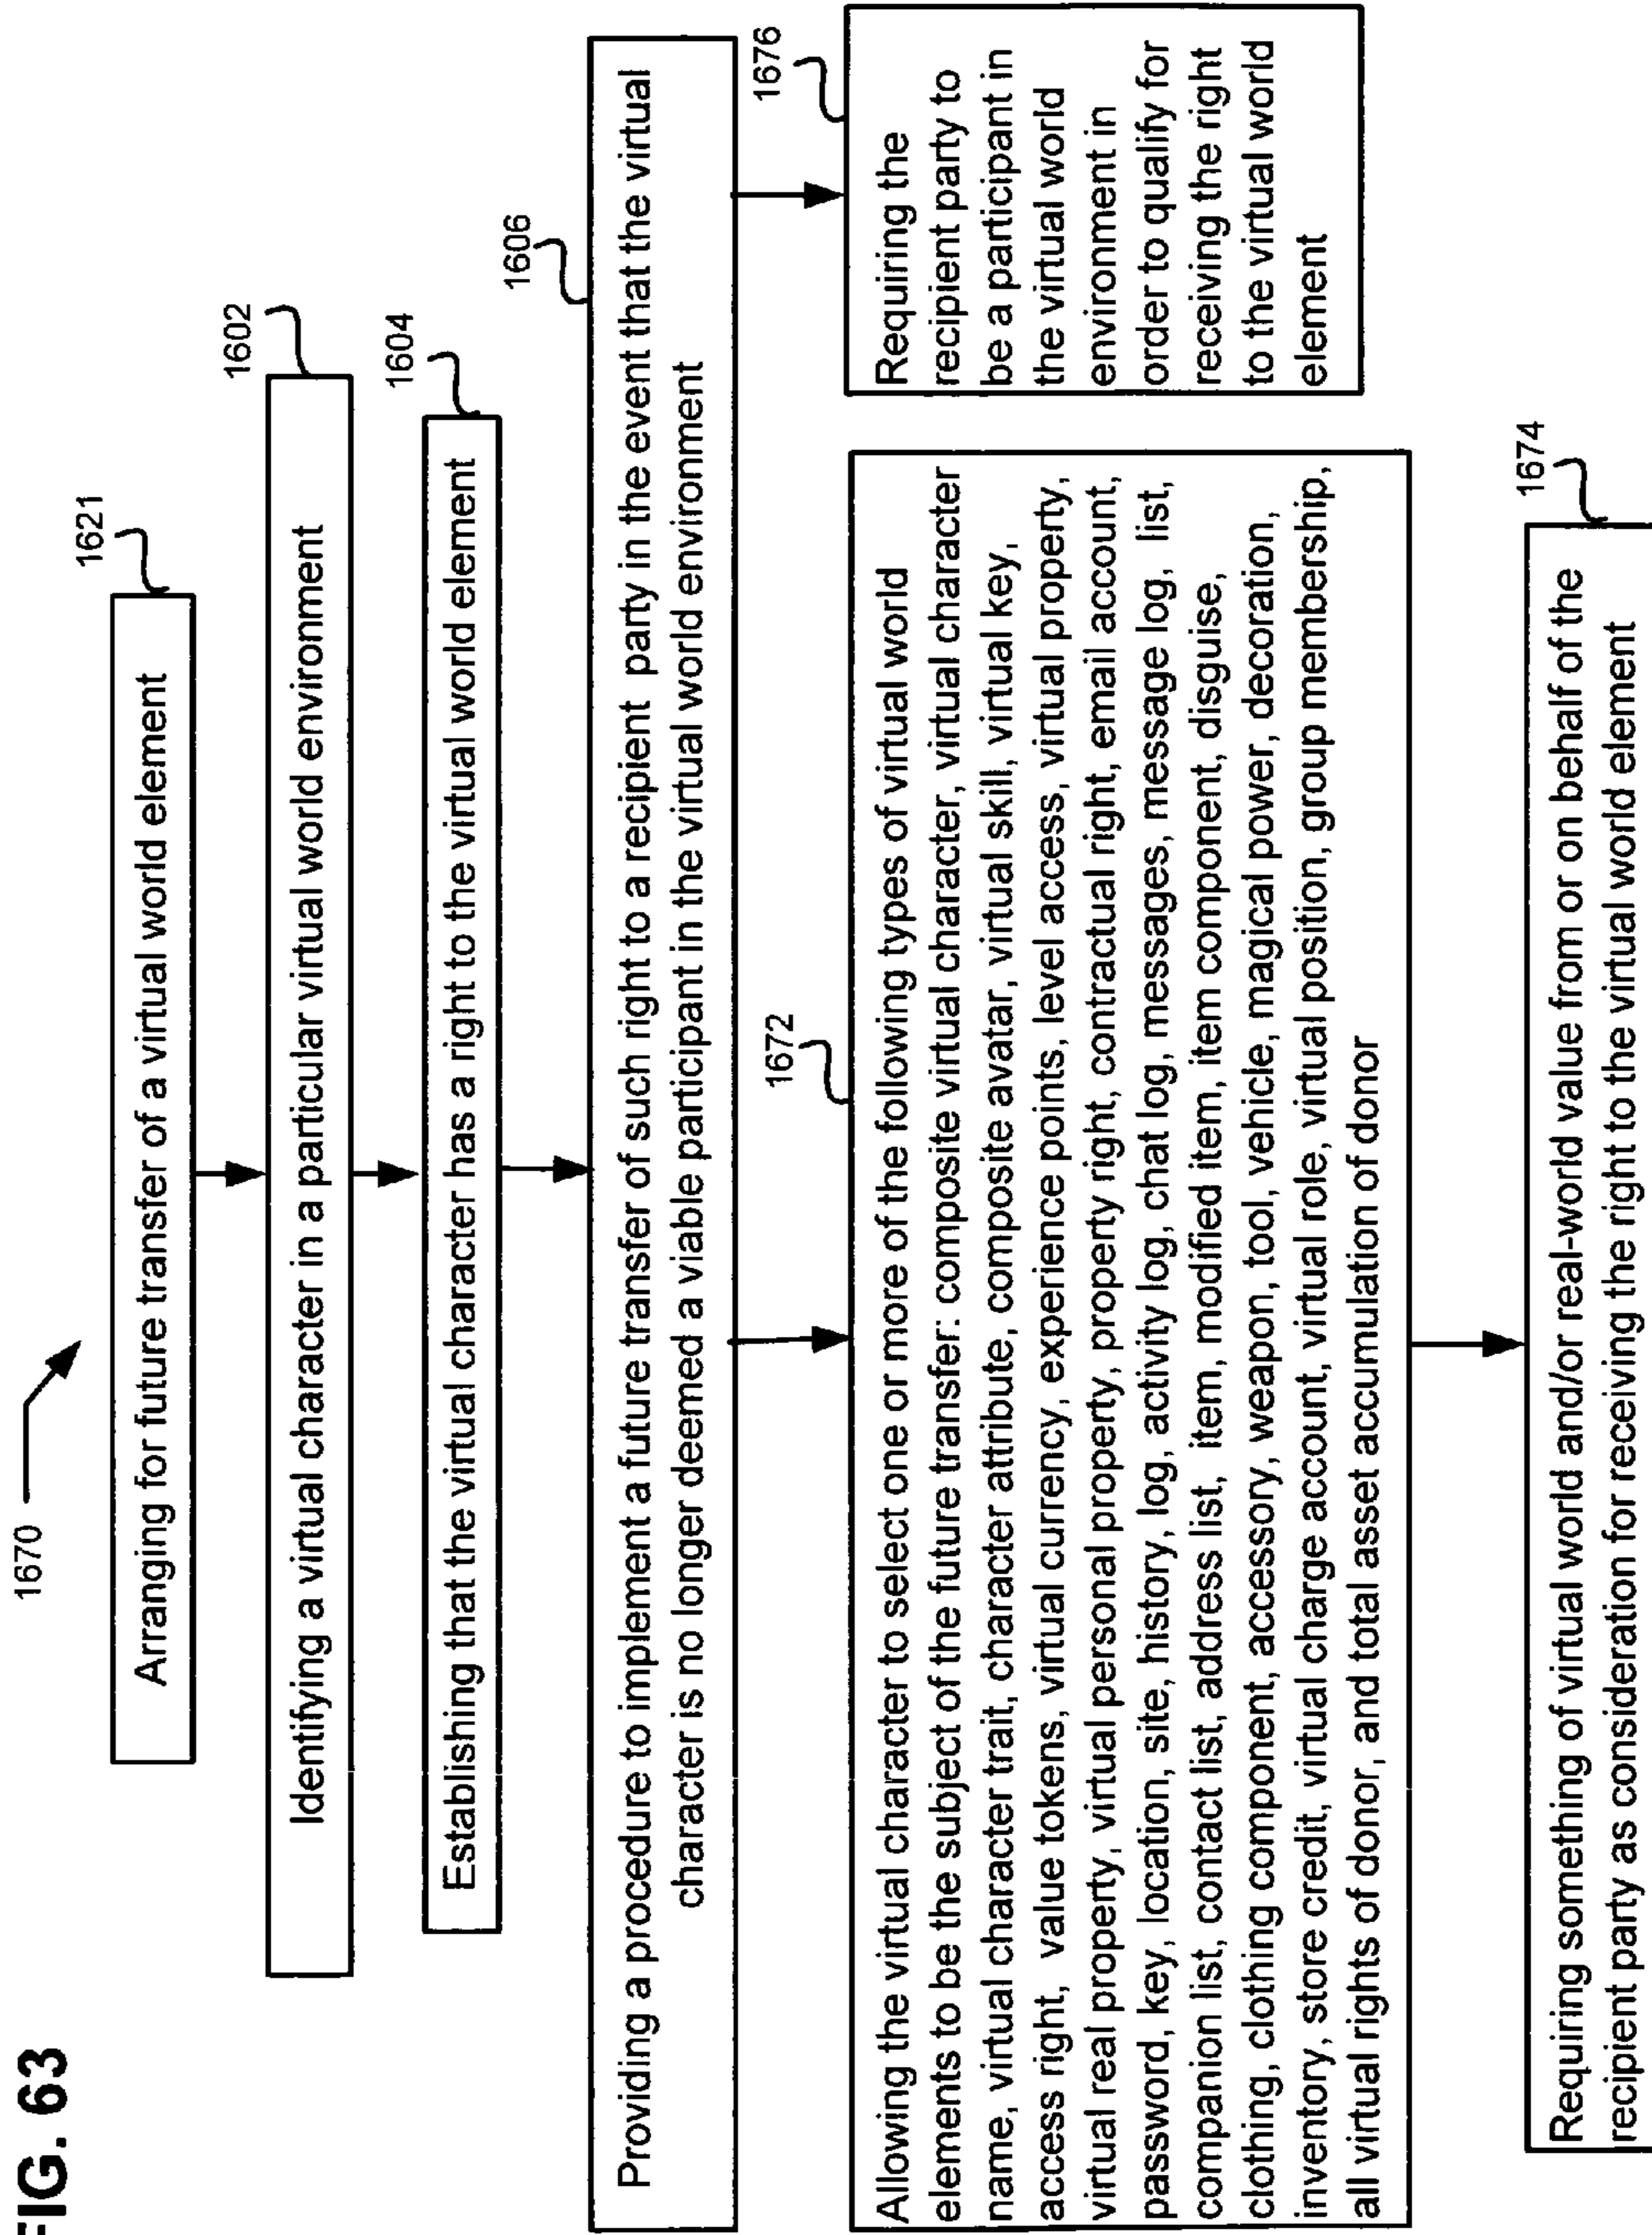 FIG. 63
1670
1621
Arranging for future transfer of a virtual world element
1602
Identifying a virtual character in a particular virtual world environment
1604
Establishing that the virtual character has a right to the virtual world element
1606
Providing a procedure to implement a future transfer of such right to a recipient party in the event that the virtual
character is no longer deemed a viable participant in the virtual world environment
1672
Allowing the virtual character to select one or more of the following types of virtual world
elements to be the subject of the future transfer: composite virtual character, virtual character
name, virtual character trait, character attribute, composite avatar, virtual skill, virtual key,
access right, value tokens, virtual currency, experience points, level access, virtual property,
virtual real property, virtual personal property, property right, contractual right, email account,
password, key, location, site, history, log, activity log, chat log, messages, message log, list,
companion list, contact list, address list, item, modified item, item component, disguise,
clothing, clothing component, accessory, weapon, tool, vehicle, magical power, decoration,
inventory, store credit, virtual charge account, virtual role, virtual position, group membership,
all virtual rights of donor, and total asset accumulation of donor
1676
Requiring the
recipient party to
be a participant in
the virtual world
environment in
order to qualify for
receiving the right
to the virtual world
element
1674
Requiring something of virtual world and/or real-world value from or on behalf of the
recipient party as consideration for receiving the right to the virtual world element